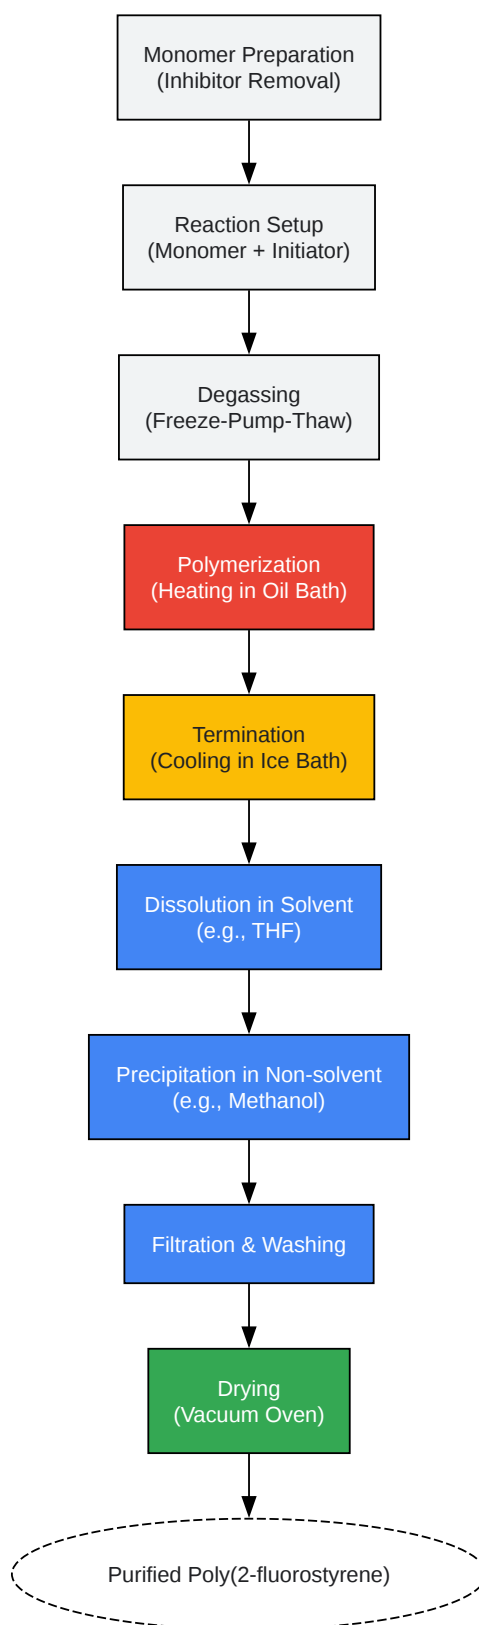 Monomer Preparation
(Inhibitor Removal)
Reaction Setup
(Monomer + Initiator)
Degassing
(Freeze-Pump-Thaw)
Polymerization
(Heating in Oil Bath)
Termination
(Cooling in Ice Bath)
Dissolution in Solvent
(e.g., THF)
Precipitation in Non-solvent
(e.g., Methanol)
Filtration & Washing
Drying
(Vacuum Oven)
Purified Poly(2-fluorostyrene)